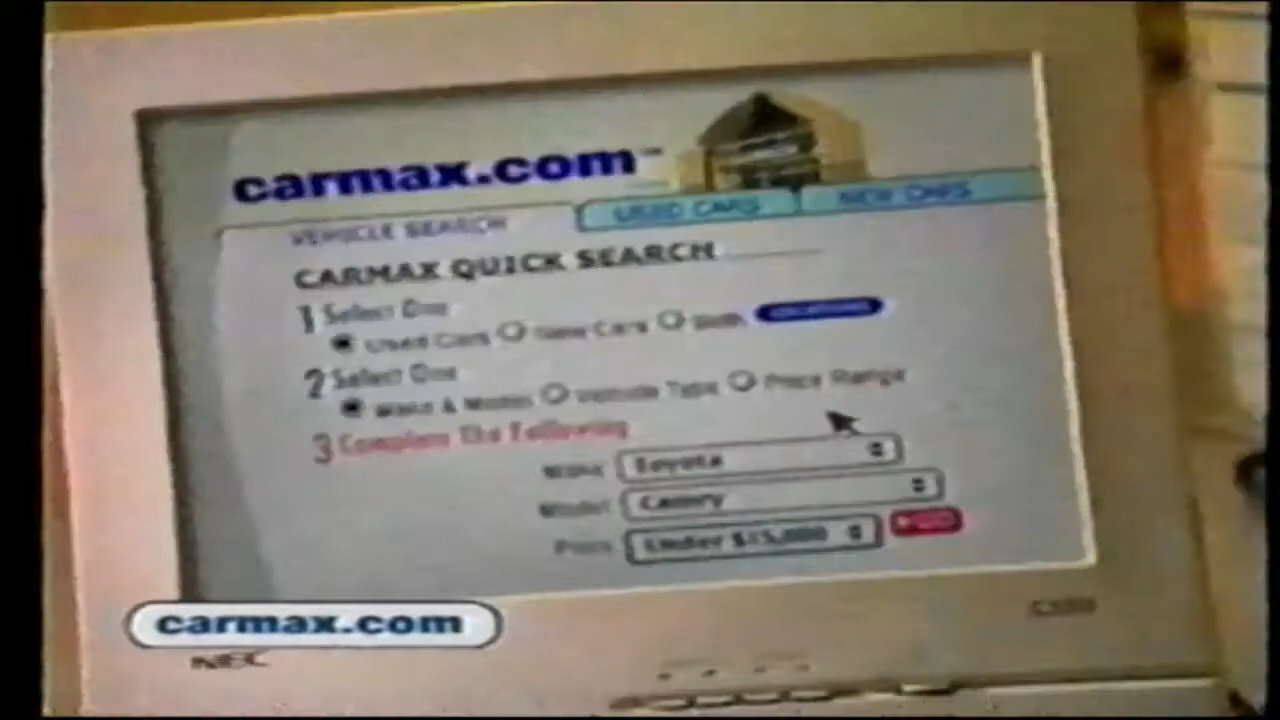 carmax.com™
VEHICLE SEARCH USED CARS NEW CARS
CARMAX QUICK SEARCH
1 Select One
Used Cars New Cars Both
2 Select One
Make & Model Vehicle Type Price Range
3 Complete The Following
Make Toyota
Model Camry
Price Under $15,000
carmax.com
NEC